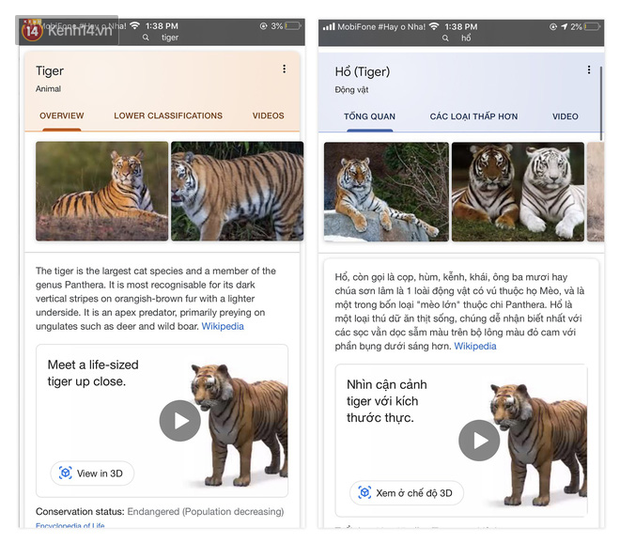 MobiFone #Hay o Nha!
1:38 PM
3%
14 Kenh14.vn
tiger
Tiger
Animal
OVERVIEW
LOWER CLASSIFICATIONS
VIDEOS
The tiger is the largest cat species and a member of the
genus Panthera. It is most recognisable for its dark
vertical stripes on orangish-brown fur with a lighter
underside. It is an apex predator, primarily preying on
ungulates such as deer and wild boar. Wikipedia
Meet a life-sized
tiger up close.
View in 3D
Conservation status: Endangered (Population decreasing)
Encyclopedia of Life
MobiFone #Hay o Nha!
1:38 PM
2%
hổ
Hổ (Tiger)
Động vật
TỔNG QUAN
CÁC LOẠI THẤP HƠN
VIDEO
Hổ, còn gọi là cọp, hùm, kễnh, khái, ông ba mươi hay
chúa sơn lâm là 1 loài động vật có vú thuộc họ Mèo, và là
một trong bốn loại "mèo lớn" thuộc chi Panthera. Hổ là
một loại thú dữ ăn thịt sống, chúng dễ nhận biết nhất với
các sọc vằn dọc sẫm màu trên bộ lông màu đỏ cam với
phần bụng dưới sáng hơn. Wikipedia
Nhìn cận cảnh
tiger với kích
thước thực.
Xem ở chế độ 3D